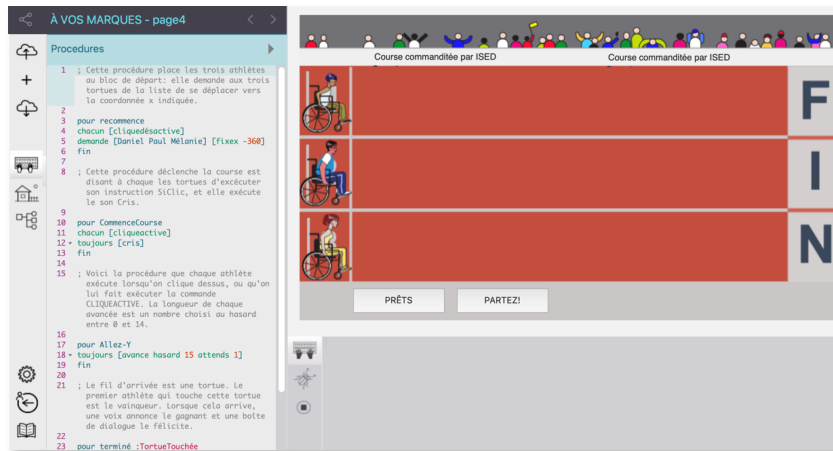 À VOS MARQUES - page4
Procedures
1 ; Cette procédure place les trois athlètes
au bloc de départ: elle demande aux trois
tortues de la liste de se déplacer vers
la coordonnée x indiquée.
2
3 pour recommence
4 chacun [cliquedésactive]
5 demande [Daniel Paul Mélanie] [fixex -360]
6 fin
7
8 ; Cette procédure déclenche la course est
disant à chaque les tortues d'excécuter
son instruction SiClic, et elle exécute
le son Cris.
9
10 pour CommenceCourse
11 chacun [cliqueactive]
12 toujours [cris]
13 fin
14
15 ; Voici la procédure que chaque athlète
exécute lorsqu'on clique dessus, ou qu'on
lui fait exécuter la commande
CLIQUEACTIVE. La longueur de chaque
avancée est un nombre choisi au hasard
entre 0 et 14.
16
17 pour Allez-Y
18 toujours [avance hasard 15 attends 1]
19 fin
20
21 ; Le fil d'arrivée est une tortue. Le
premier athlète qui touche cette tortue
est le vainqueur. Lorsque cela arrive,
une voix annonce le gagnant et une boîte
de dialogue le félicite.
22
23 pour terminé :TortueTouchée
Course commanditée par ISED
Course commanditée par ISED
F
I
N
PRÊTS
PARTEZ!